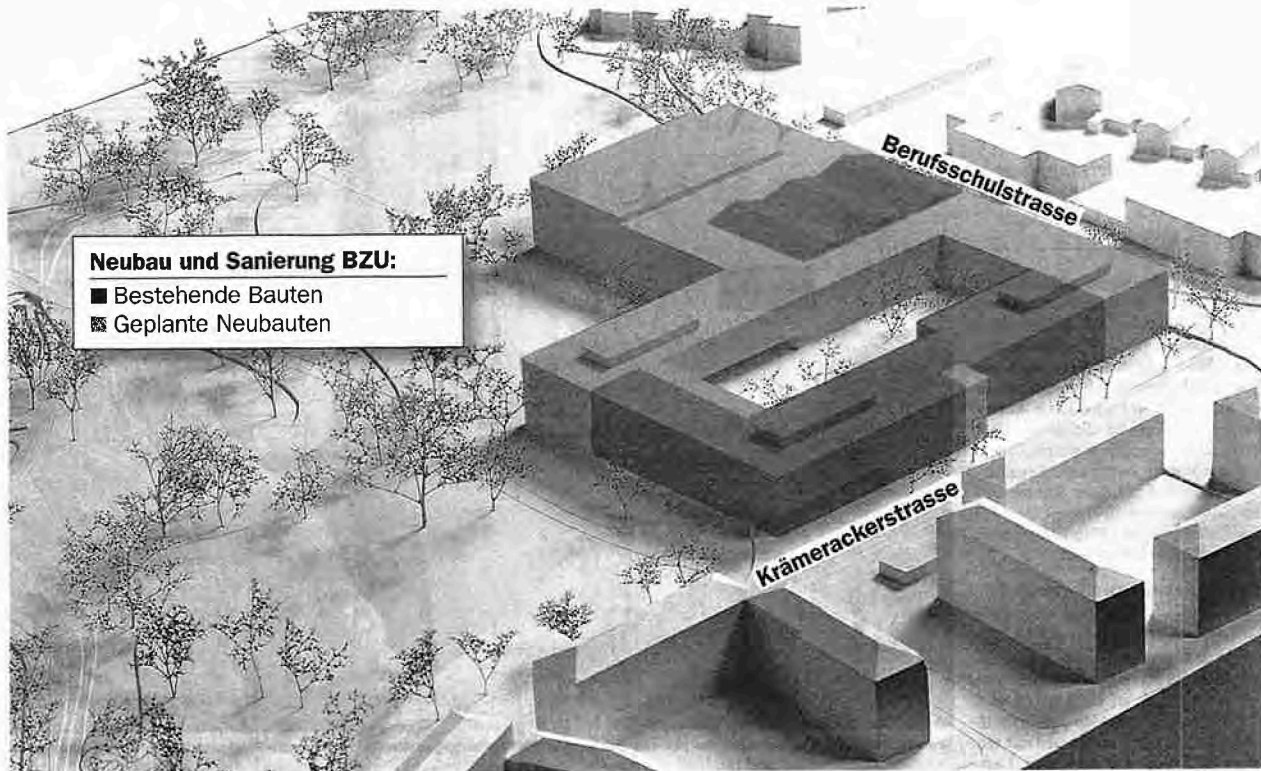 Berufsschulstrasse
Neubau und Sanierung BZU:
Bestehende Bauten
Geplante Neubauten
Krämerackerstrasse